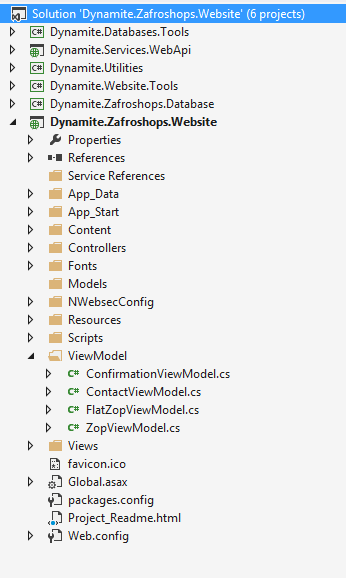 Solution 'Dynamite.Zafroshops.Website' (6 projects)
C# Dynamite.Databases.Tools
Dynamite.Services.WebApi
C# Dynamite.Utilities
C# Dynamite.Website.Tools
C# Dynamite.Zafroshops.Database
Dynamite.Zafroshops.Website
Properties
References
Service References
App_Data
App_Start
Content
Controllers
Fonts
Models
NWebsecConfig
Resources
Scripts
ViewModel
C# ConfirmationViewModel.cs
C# ContactViewModel.cs
C# FlatZopViewModel.cs
C# ZopViewModel.cs
Views
favicon.ico
Global.asax
packages.config
Project_Readme.html
Web.config